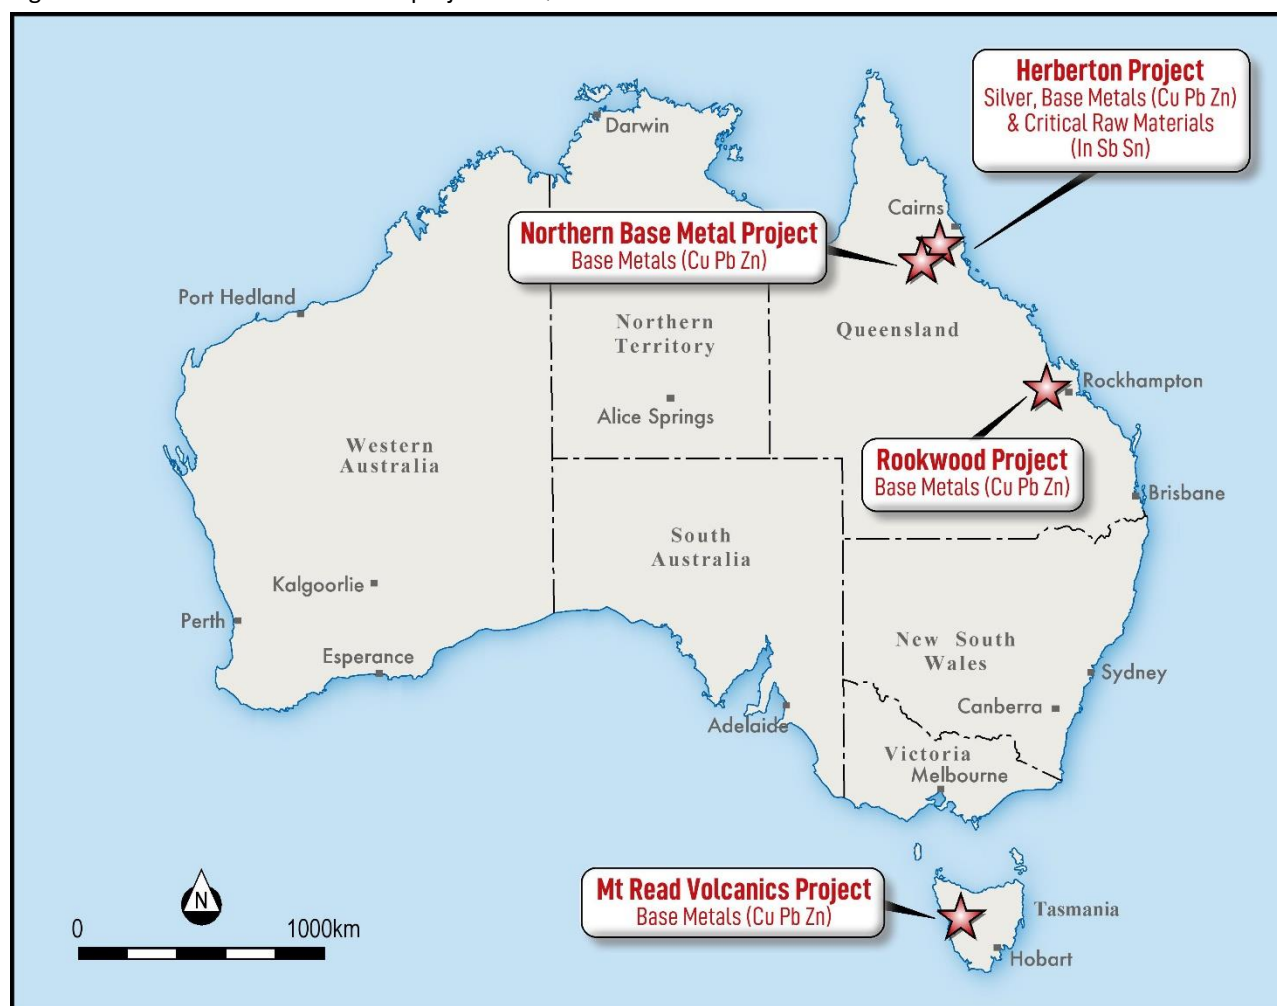 Herberton Project
Silver, Base Metals (Cu Pb Zn)
& Critical Raw Materials
(In Sb Sn)
Darwin
Cairns
Northern Base Metal Project
Base Metals (Cu Pb Zn)
Port Hedland
Northern
Territory
Queensland
Rockhampton
Alice Springs
Western
Australia
Rookwood Project
Base Metals (Cu Pb Zn)
Brisbane
South
Australia
Kalgoorlie
Perth
Esperance
New South
Wales
Sydney
Canberra
Adelaide
Victoria
Melbourne
Mt Read Volcanics Project
Base Metals (Cu Pb Zn)
Tasmania
Hobart
N
0 1000km